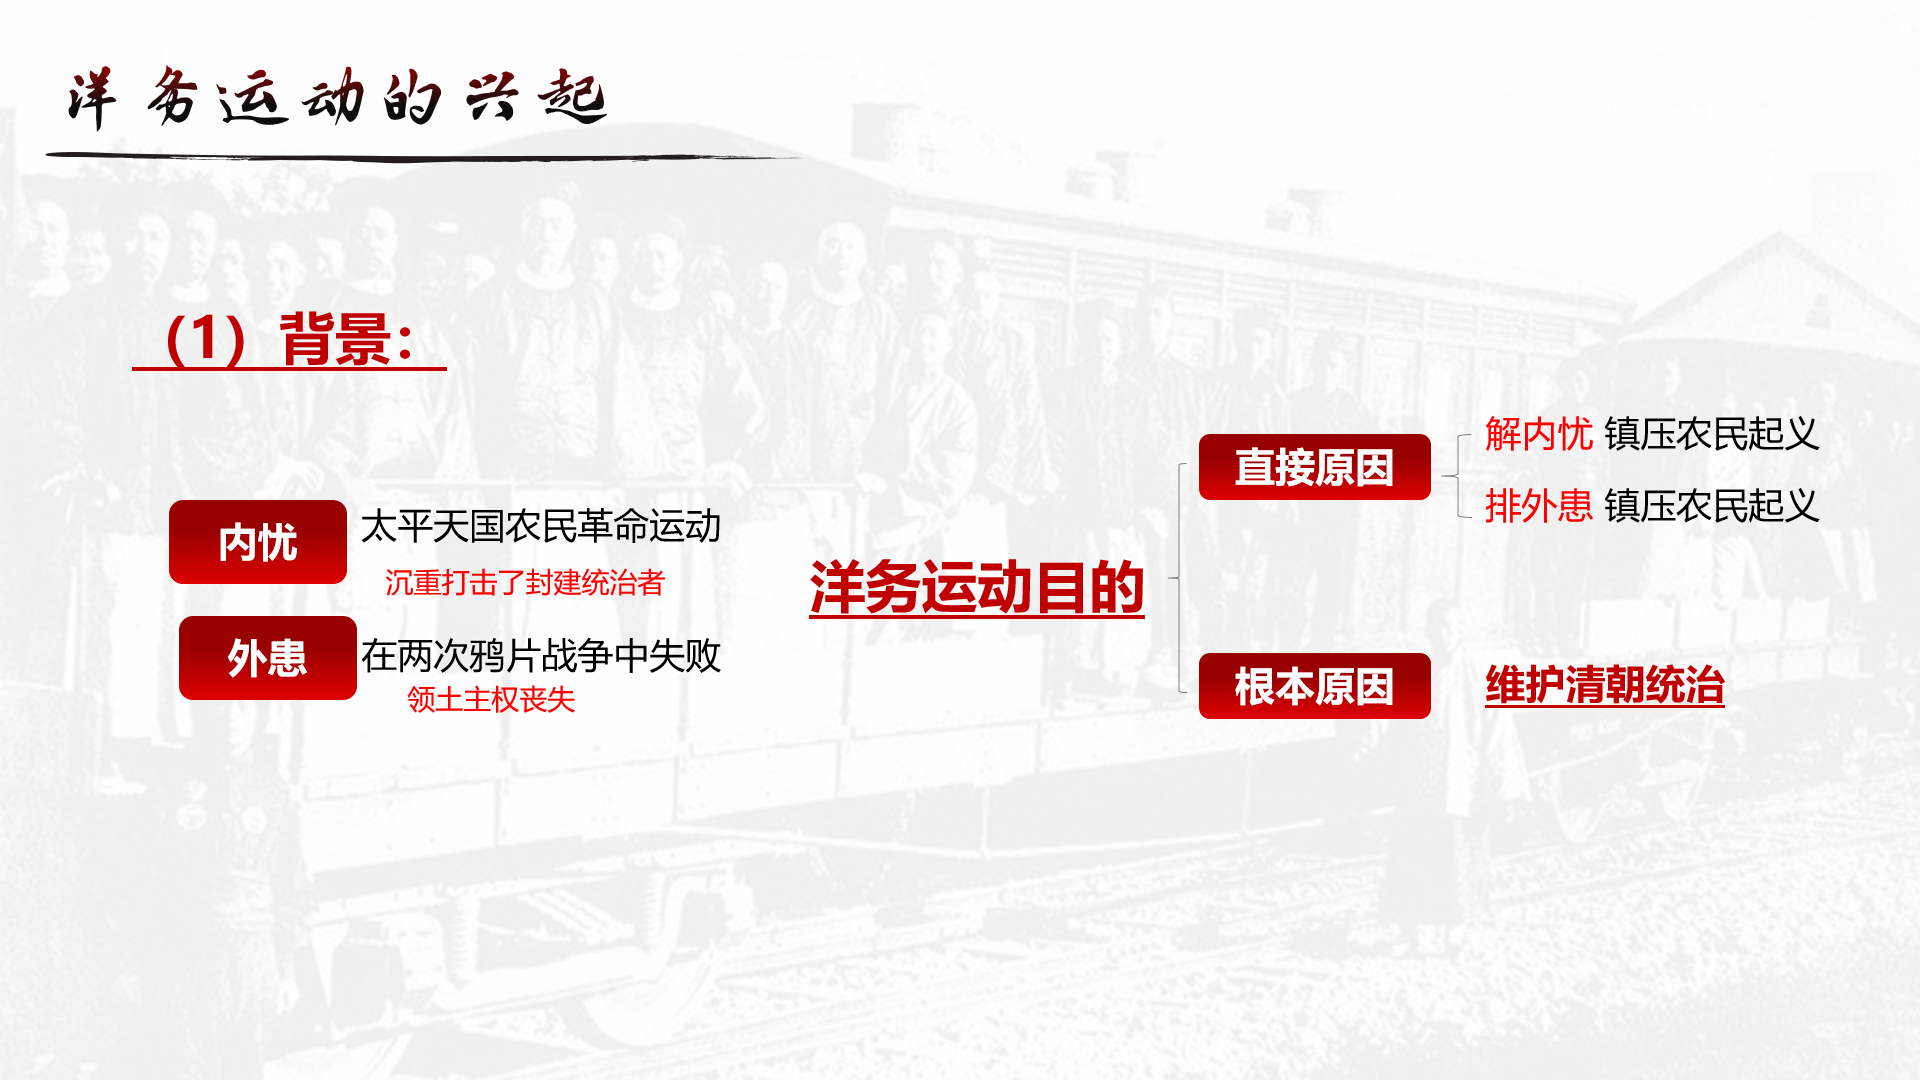 洋务运动的兴起
（1）背景：
内忧
太平天国农民革命运动
沉重打击了封建统治者
外患
在两次鸦片战争中失败
领土主权丧失
洋务运动目的
直接原因
解内忧 镇压农民起义
排外患 镇压农民起义
根本原因
维护清朝统治